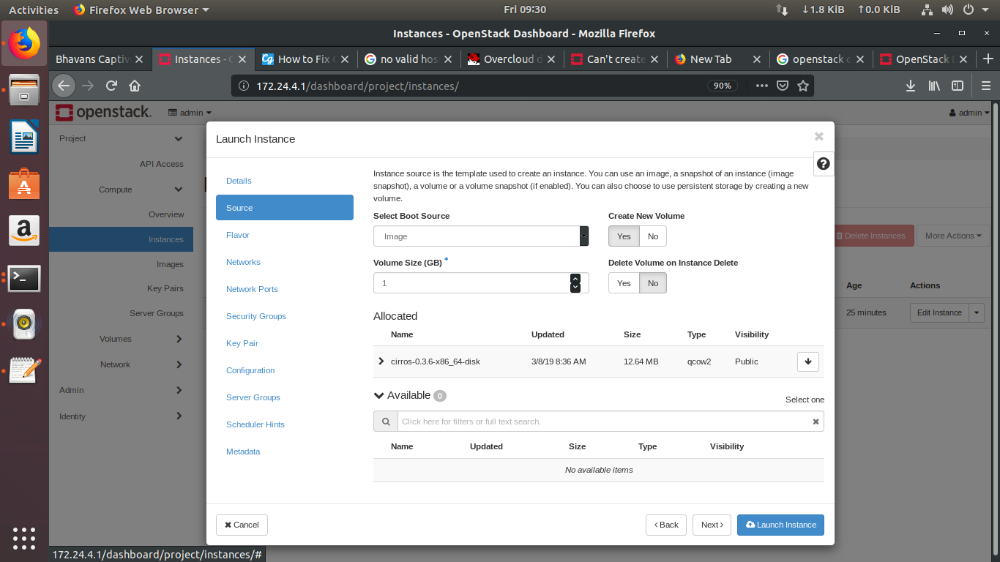 Activities Firefox Web Browser Fri 09:30 ↓1.8 KiB ↑0.0 KiB
Instances - OpenStack Dashboard - Mozilla Firefox
Bhavans Captiv Instances - How to Fix no valid hos Overcloud d Can't create New Tab openstack OpenStack
172.24.4.1/dashboard/project/instances/ 90%
openstack. admin admin
Project
API Access
Compute
Overview
Instances
Images
Key Pairs
Server Groups
Volumes
Network
Admin
Identity
Delete Instances More Actions
Age Actions
25 minutes Edit Instance
Launch Instance
Details
Source
Flavor
Networks
Network Ports
Security Groups
Key Pair
Configuration
Server Groups
Scheduler Hints
Metadata
Instance source is the template used to create an instance. You can use an image, a snapshot of an instance (image
snapshot), a volume or a volume snapshot (if enabled). You can also choose to use persistent storage by creating a new
volume.
Select Boot Source Create New Volume
Image Yes No
Volume Size (GB) * Delete Volume on Instance Delete
1 Yes No
Allocated
Name Updated Size Type Visibility
cirros-0.3.6-x86_64-disk 3/8/19 8:36 AM 12.64 MB qcow2 Public
Available 0 Select one
Click here for filters or full text search.
Name Updated Size Type Visibility
No available items
Cancel Back Next Launch Instance
172.24.4.1/dashboard/project/instances/#